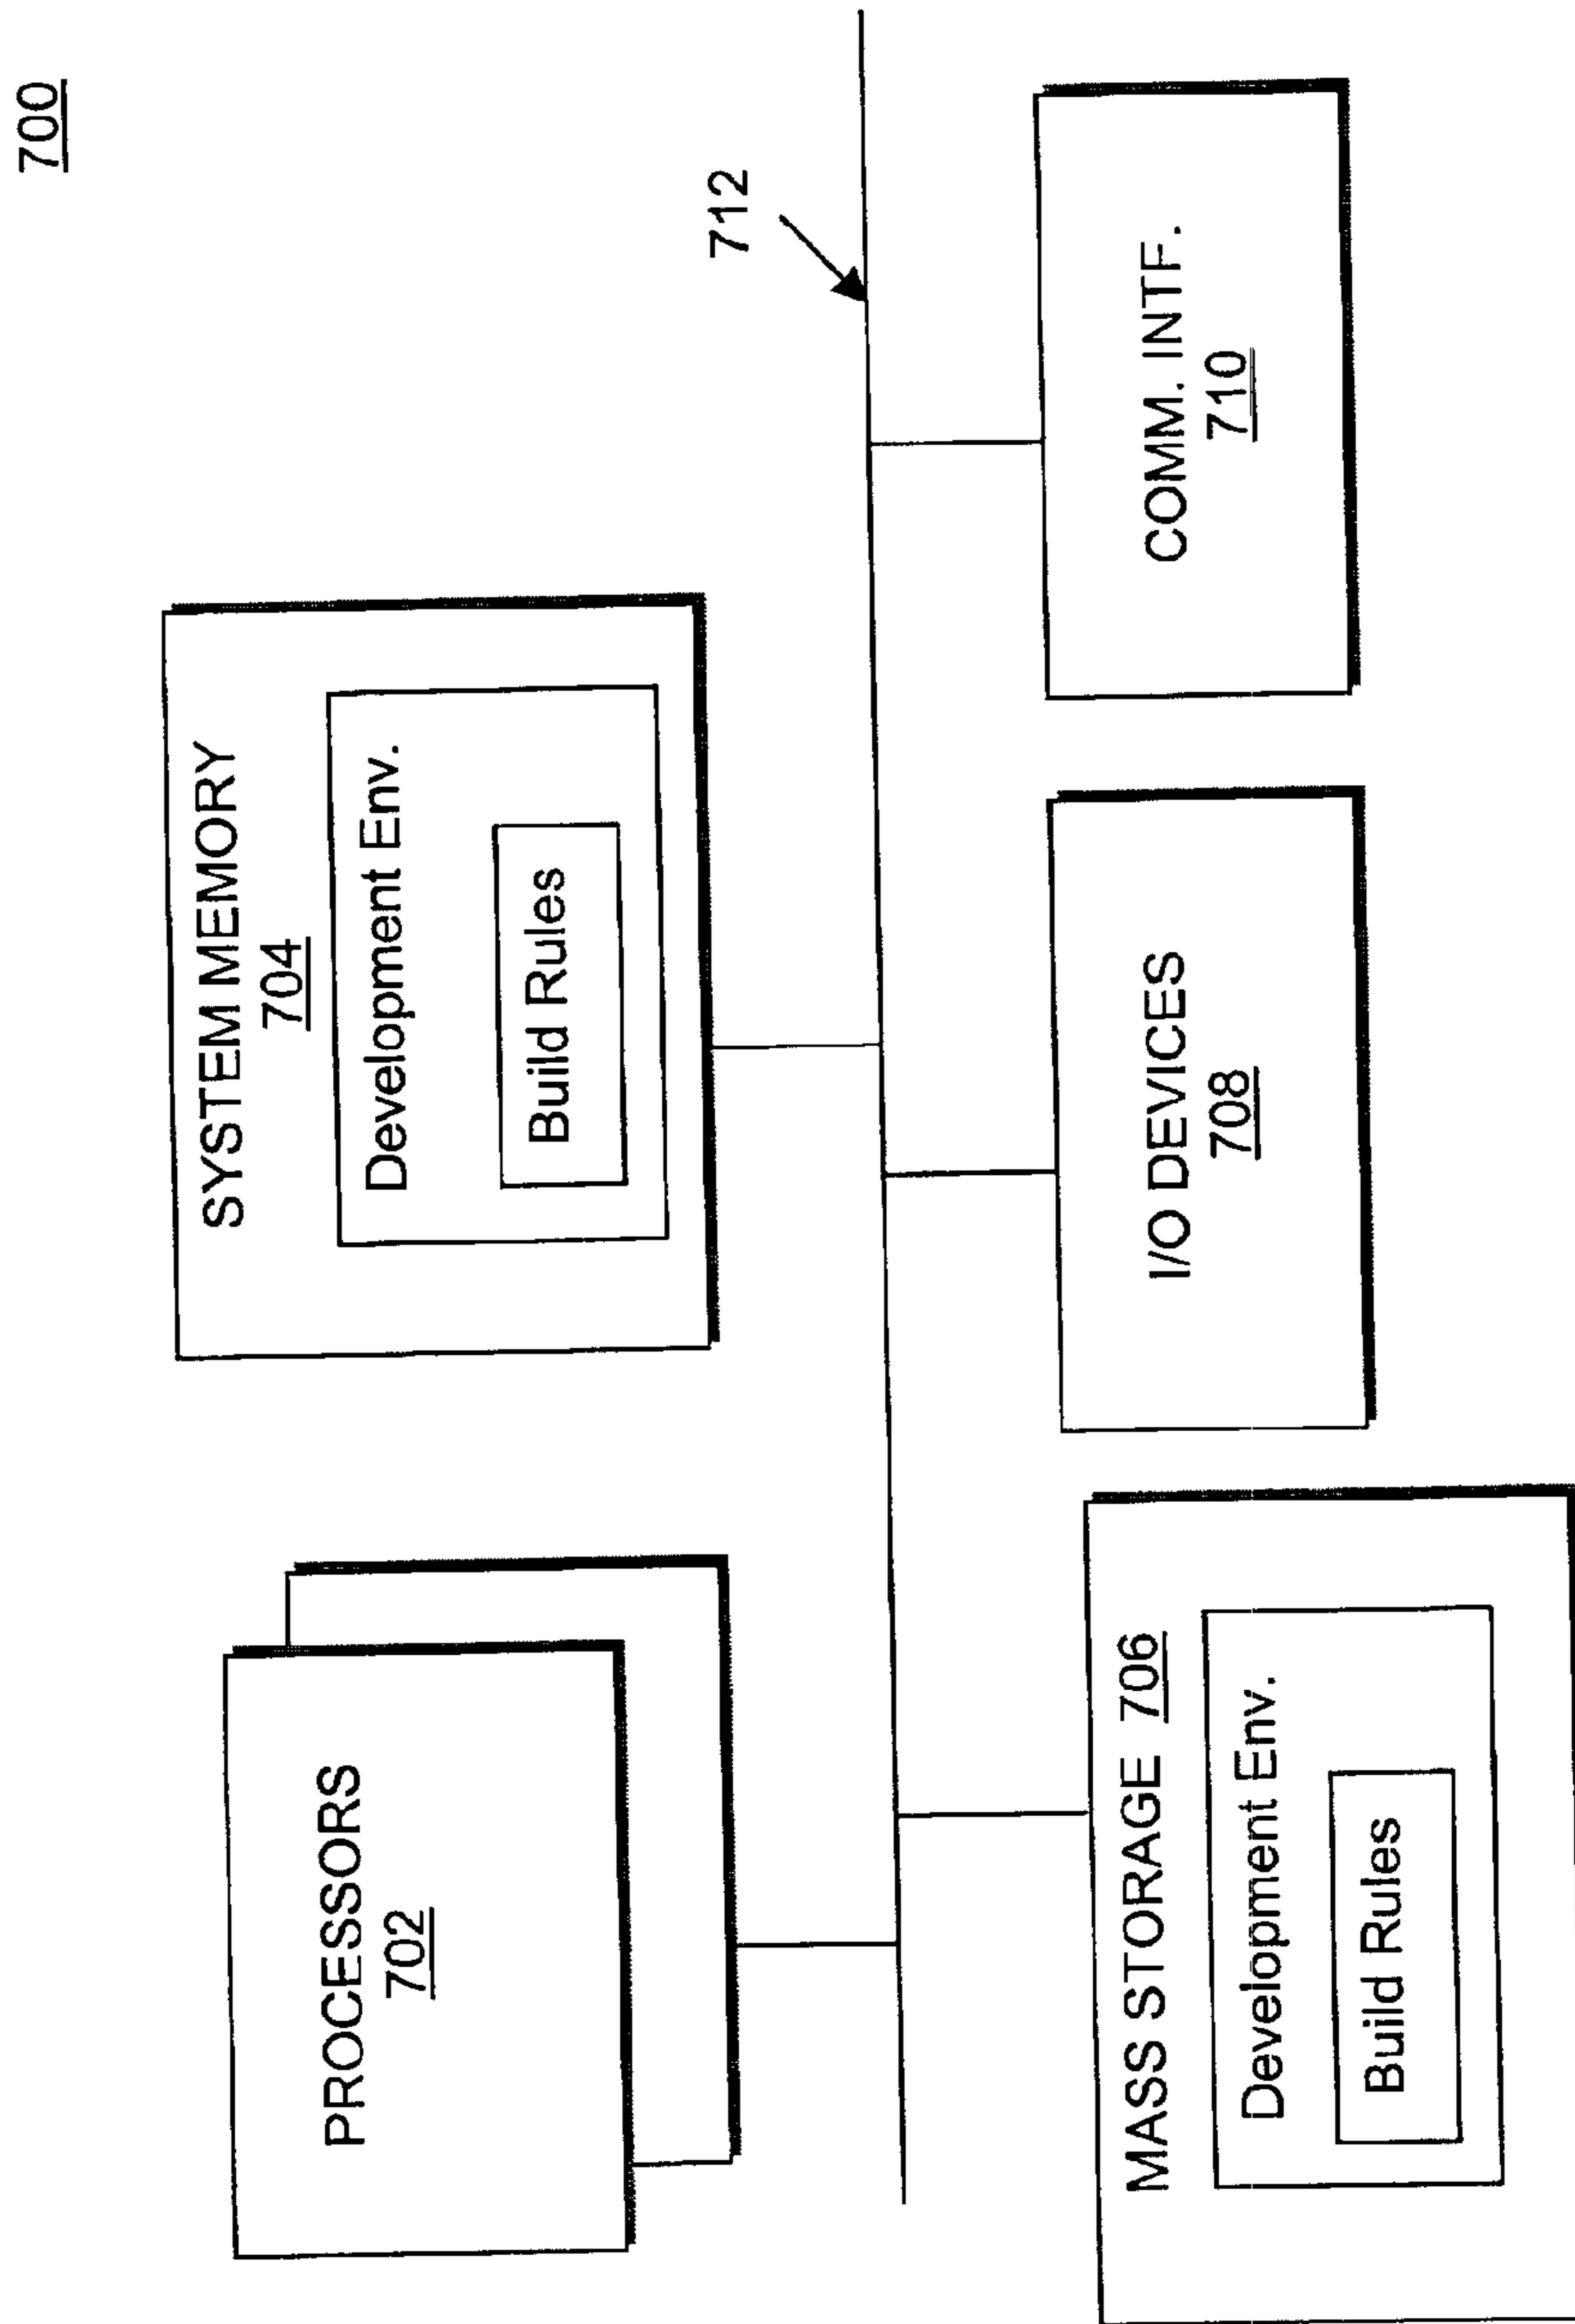 700
PROCESSORS
702
SYSTEM MEMORY
704
Development Env.
Build Rules
712
MASS STORAGE 706
Development Env.
Build Rules
I/O DEVICES
708
COMM. INTF.
710